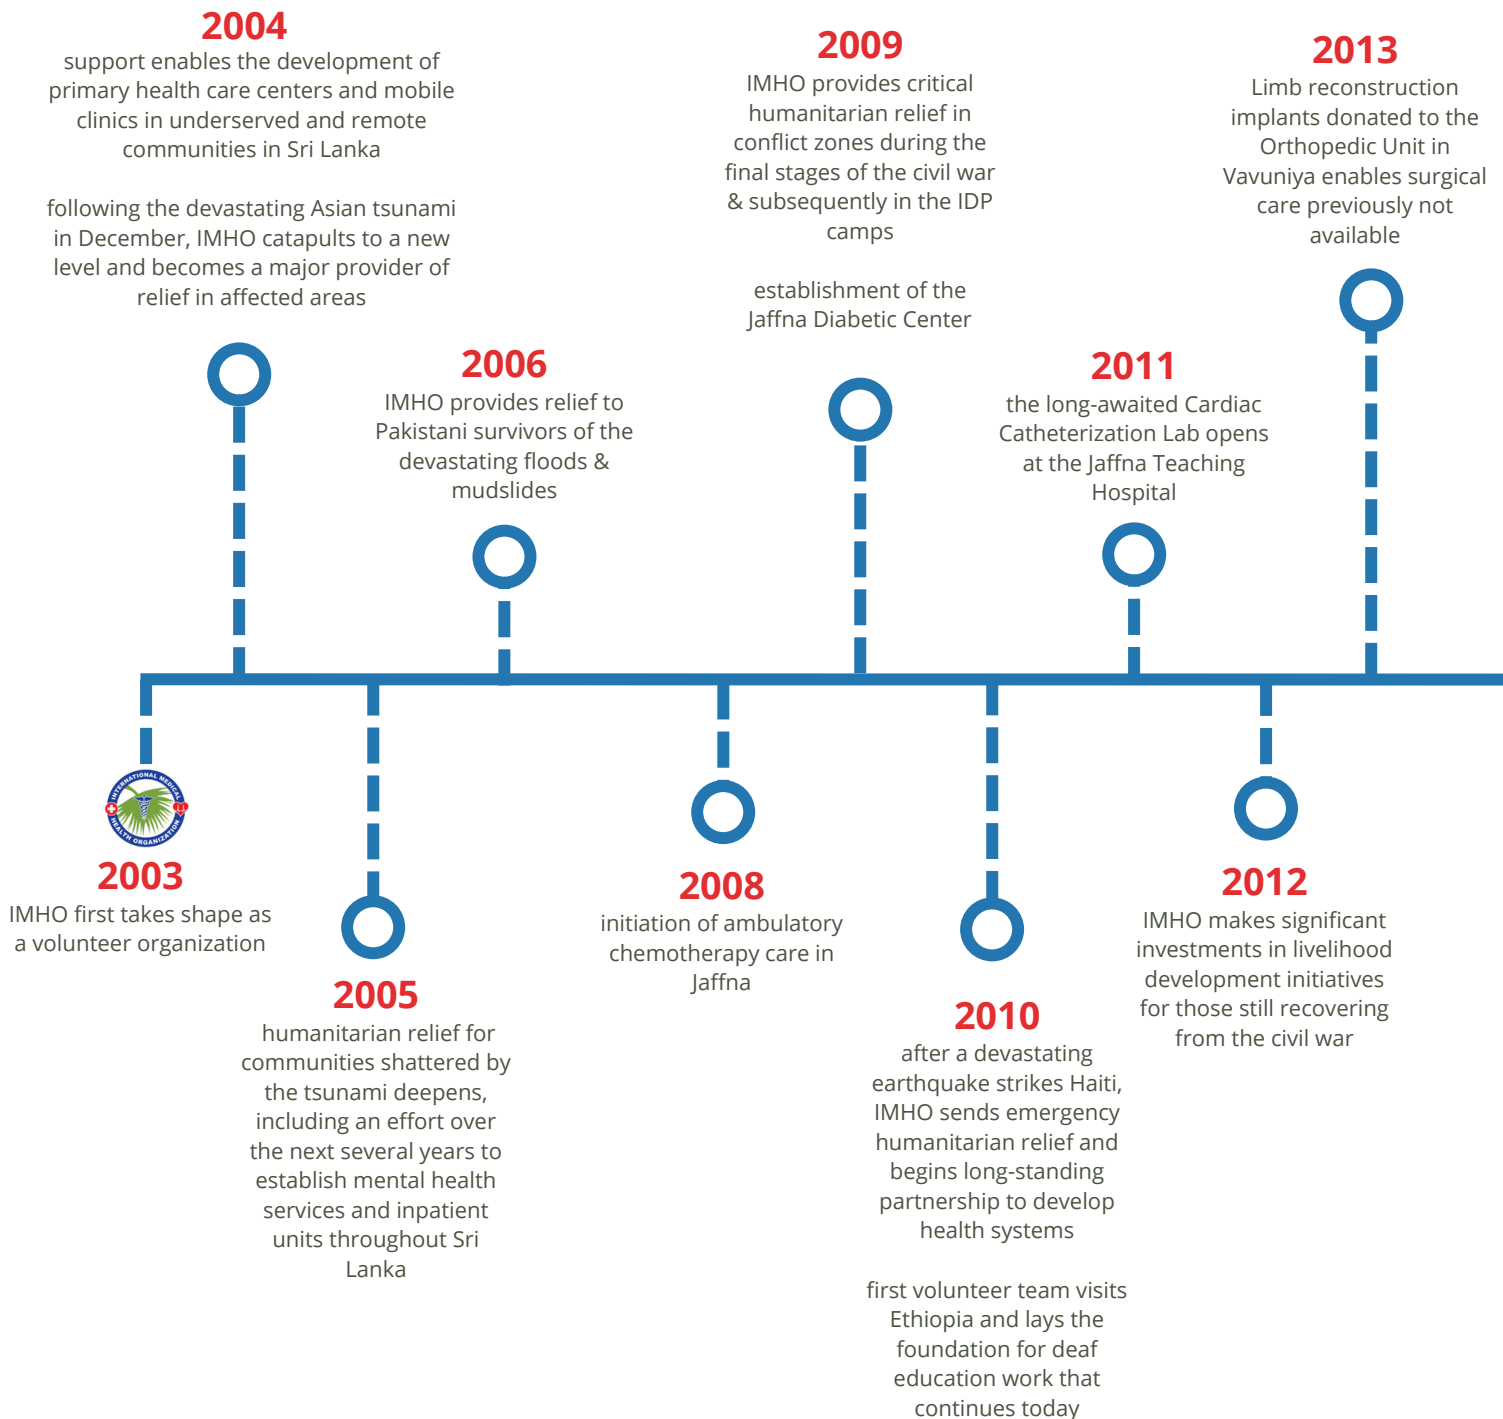 2004
support enables the development of
primary health care centers and mobile
clinics in underserved and remote
communities in Sri Lanka
following the devastating Asian tsunami
in December, IMHO catapults to a new
level and becomes a major provider of
relief in affected areas
2006
IMHO provides relief to
Pakistani survivors of the
devastating floods &
mudslides
2009
IMHO provides critical
humanitarian relief in
conflict zones during the
final stages of the civil war
& subsequently in the IDP
camps
establishment of the
Jaffna Diabetic Center
2011
the long-awaited Cardiac
Catheterization Lab opens
at the Jaffna Teaching
Hospital
2013
Limb reconstruction
implants donated to the
Orthopedic Unit in
Vavuniya enables surgical
care previously not
available
INTERNATIONAL MEDICAL
HEALTH ORGANIZATION
2003
IMHO first takes shape as
a volunteer organization
2005
humanitarian relief for
communities shattered by
the tsunami deepens,
including an effort over
the next several years to
establish mental health
services and inpatient
units throughout Sri
Lanka
2008
initiation of ambulatory
chemotherapy care in
Jaffna
2010
after a devastating
earthquake strikes Haiti,
IMHO sends emergency
humanitarian relief and
begins long-standing
partnership to develop
health systems
first volunteer team visits
Ethiopia and lays the
foundation for deaf
education work that
continues today
2012
IMHO makes significant
investments in livelihood
development initiatives
for those still recovering
from the civil war